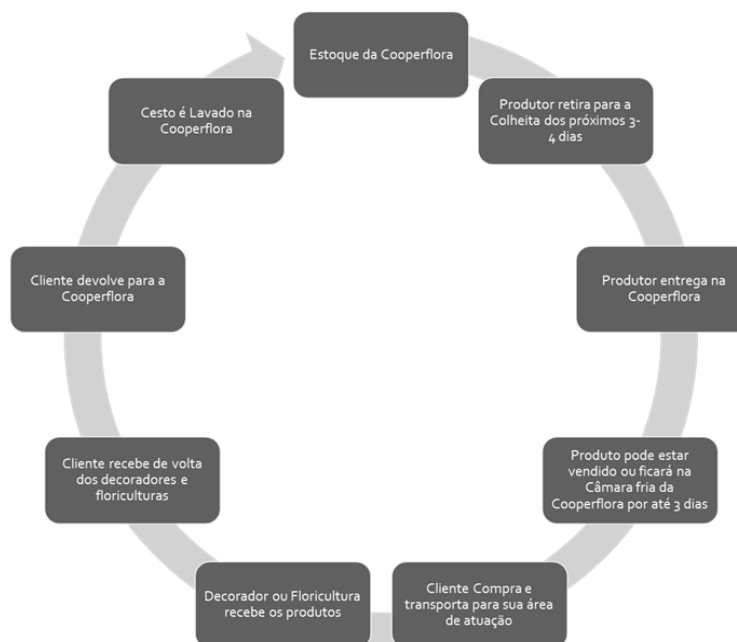 Estoque da Cooperflora
Produtor retira para a
Colheita dos próximos 3-
4 dias
Produtor entrega na
Cooperflora
Produto pode estar
vendido ou ficará na
Câmara fria da
Cooperflora por até 3 dias
Cliente Compra e
transporta para sua área
de atuação
Decorador ou Floricultura
recebe os produtos
Cliente recebe de volta
dos decoradores e
floriculturas
Cliente devolve para a
Cooperflora
Cesto é Lavado na
Cooperflora